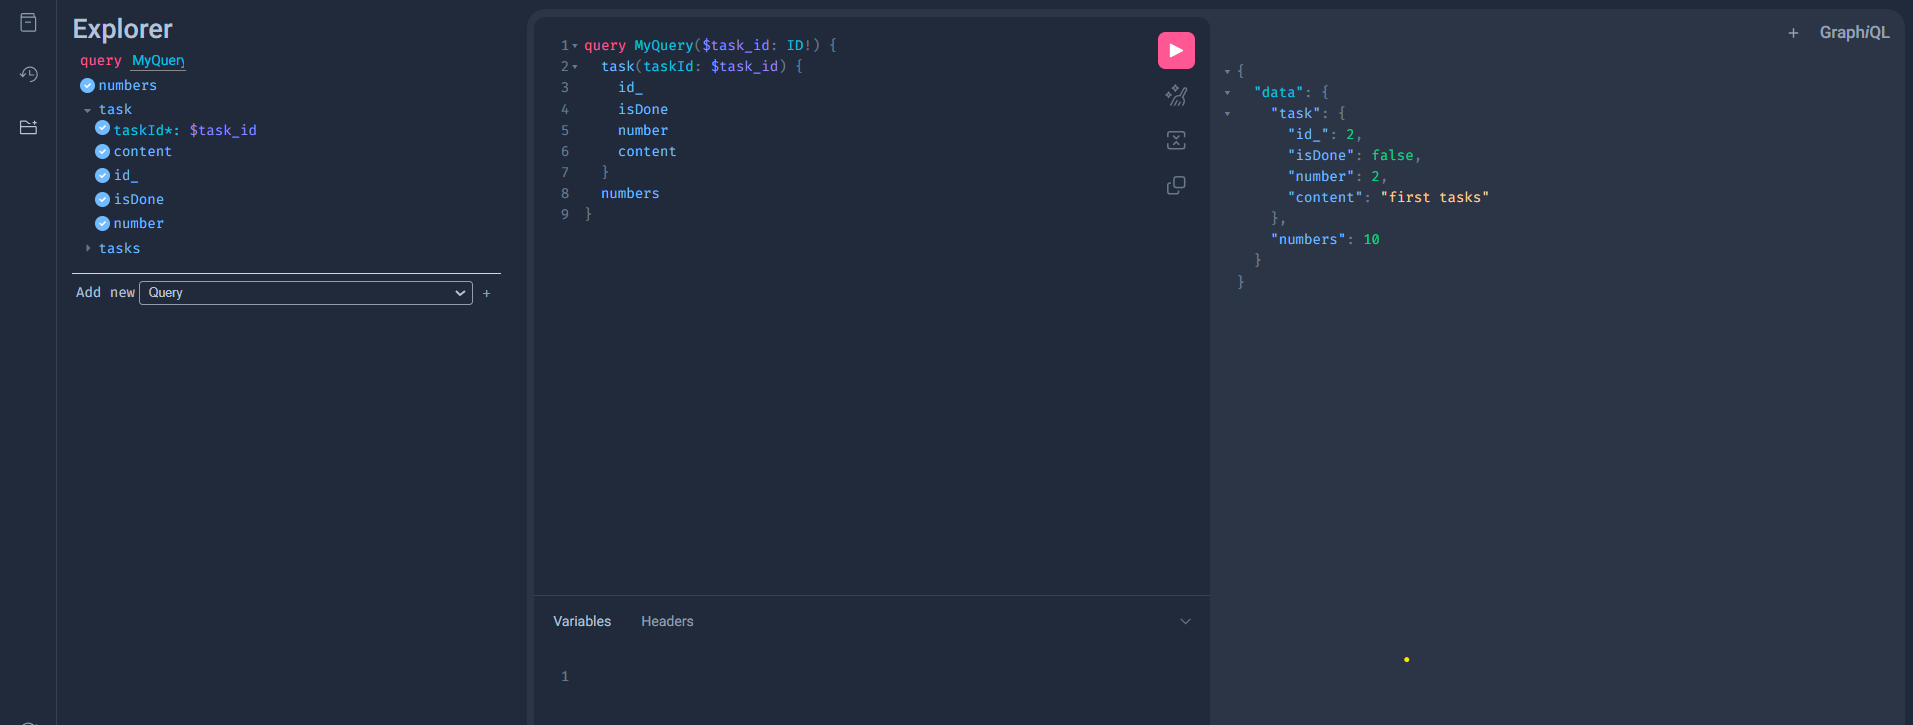 Explorer
query MyQuery
numbers
task
taskId*: $task_id
content
id_
isDone
number
tasks
Add new Query +
1 query MyQuery($task_id: ID!) {
2 task(taskId: $task_id) {
3 id_
4 isDone
5 number
6 content
7 }
8 numbers
9 }
Variables Headers
1
+ GraphiQL
{
"data": {
"task": {
"id_": 2,
"isDone": false,
"number": 2,
"content": "first tasks"
},
"numbers": 10
}
}